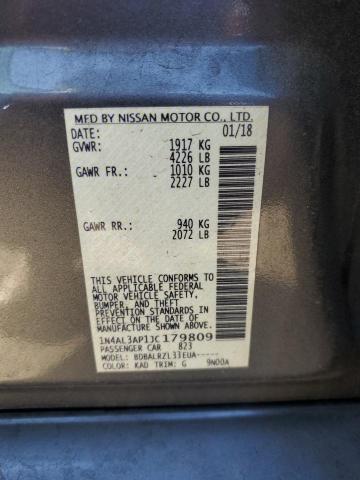 MFD BY NISSAN MOTOR CO., LTD.
DATE: 01/18
GVWR: 1917 KG
4226 LB
GAWR FR.: 1010 KG
2227 LB
GAWR RR.: 940 KG
2072 LB
THIS VEHICLE CONFORMS TO
ALL APPLICABLE FEDERAL
MOTOR VEHICLE SAFETY,
BUMPER, AND THEFT
PREVENTION STANDARDS IN
EFFECT ON THE DATE OF
MANUFACTURE SHOWN ABOVE
1N4AL3AP1JC179809
PASSENGER CAR 823
MODEL: BDBALRZL33EUA-----
COLOR: KAD TRIM: G 9N00A